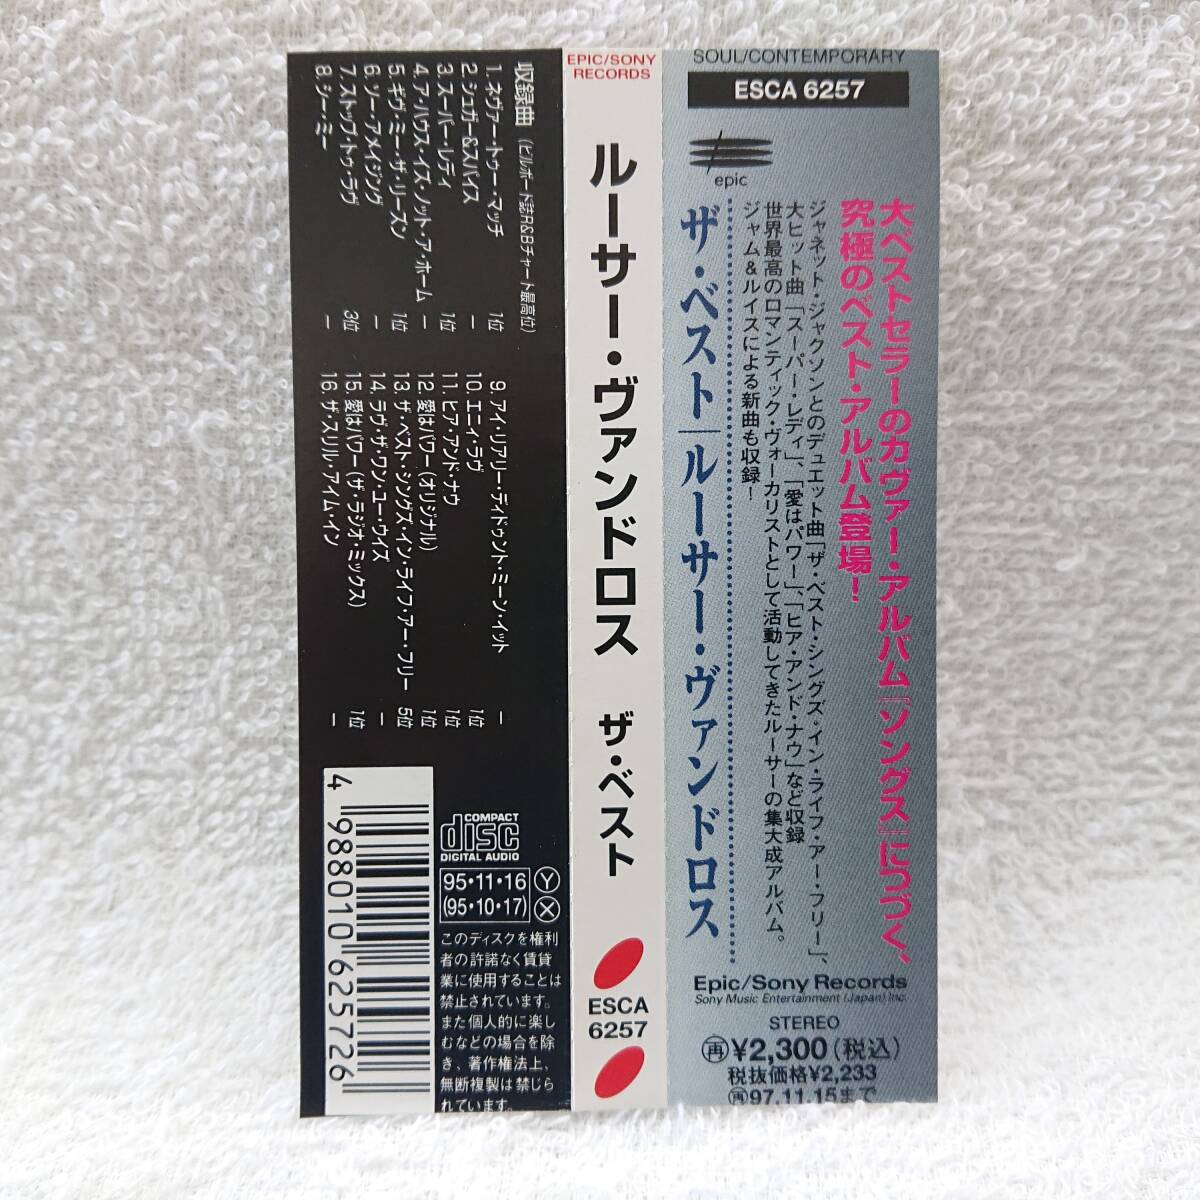 SOUL/CONTEMPORARY
ESCA 6257
epic
大ベストセラーのカヴァー・アルバム「ソングス」につづく、
究極のベスト・アルバム登場!
ジャネット・ジャクソンとのデュエット曲「ザ・ベスト・シングズ・イン・ライフ・アー・フリー」、
大ヒット曲「スーパー・レディ」、「愛はパワー」、「ヒア・アンド・ナウ」など収録
世界最高のロマンティック・ヴォーカリストとして活動してきたルーサーの集大成アルバム。
ジャム&ルイスによる新曲も収録!
ザ・ベスト|ルーサー・ヴァンドロス
Epic/Sony Records
Sony Music Entertainment (Japan) Inc.
STEREO
再¥2,300(税込)
税抜価格¥2,233
再97.11.15まで
EPIC/SONY
RECORDS
ルーサー・ヴァンドロス ザ・ベスト
ESCA
6257
収録曲(ビルボード誌R&Bチャート最高位)
1. ネヴァー・トゥー・マッチ 1位
2. シュガー&スパイス —
3. スーパー・レディ 1位
4. ア・ハウス・イズ・ノット・ア・ホーム —
5. ギヴ・ミー・ザ・リーズン 1位
6. ソー・アメイジング —
7. ストップ・トゥ・ラヴ 3位
8. シー・ミー —
9. アイ・リアリー・ディドゥント・ミーン・イット —
10. エニィ・ラヴ 1位
11. ヒア・アンド・ナウ 1位
12. 愛はパワー(オリジナル) 1位
13. ザ・ベスト・シングズ・イン・ライフ・アー・フリー 5位
14. ラヴ・ザ・ワン・ユー・ウイズ —
15. 愛はパワー(ザ・ラジオ・ミックス) 1位
16. ザ・スリル・アイム・イン —
COMPACT
disc
DIGITAL AUDIO
95・11・16 Y
(95・10・17) X
このディスクを権利
者の許諾なく賃貸
業に使用することは
禁止されています。
また個人的に楽し
むなどの場合を除
き、著作権法上、
無断複製は禁じら
れています。
4 988010 625726